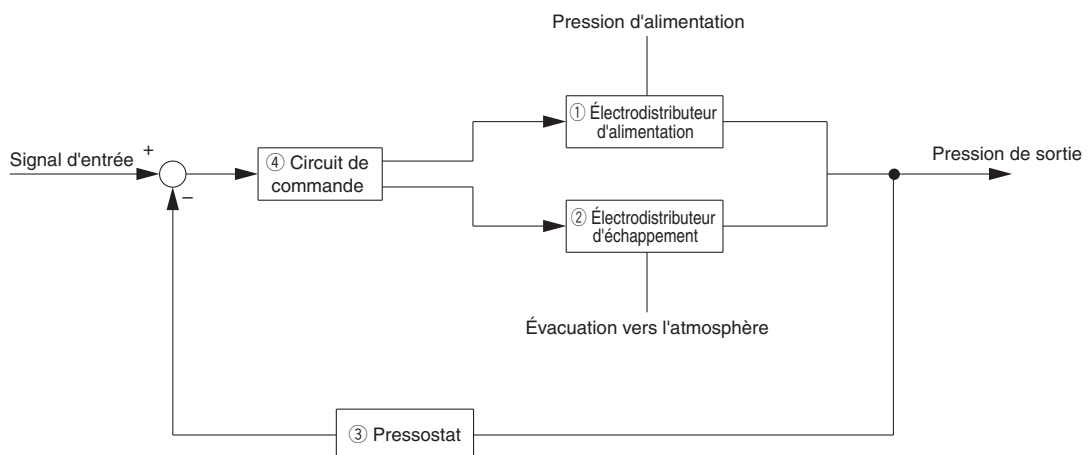 Pression d'alimentation
① Électrodistributeur
d'alimentation
Signal d'entrée
+
④ Circuit de
commande
Pression de sortie
−
② Électrodistributeur
d'échappement
Évacuation vers l'atmosphère
③ Pressostat